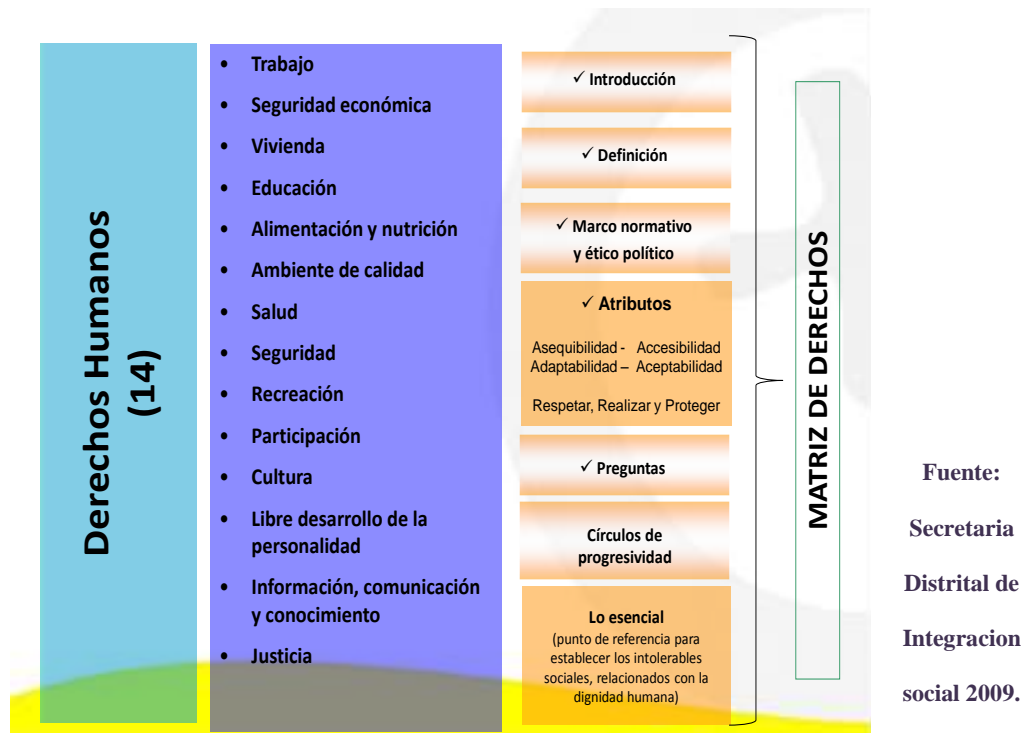 Derechos Humanos
(14)
• Trabajo
• Seguridad económica
• Vivienda
• Educación
• Alimentación y nutrición
• Ambiente de calidad
• Salud
• Seguridad
• Recreación
• Participación
• Cultura
• Libre desarrollo de la
personalidad
• Información, comunicación
y conocimiento
• Justicia
✓ Introducción
✓ Definición
✓ Marco normativo
y ético político
✓ Atributos
Asequibilidad - Accesibilidad
Adaptabilidad – Aceptabilidad
Respetar, Realizar y Proteger
✓ Preguntas
Círculos de
progresividad
Lo esencial
(punto de referencia para
establecer los intolerables
sociales, relacionados con la
dignidad humana)
MATRIZ DE DERECHOS
Fuente:
Secretaria
Distrital de
Integracion
social 2009.